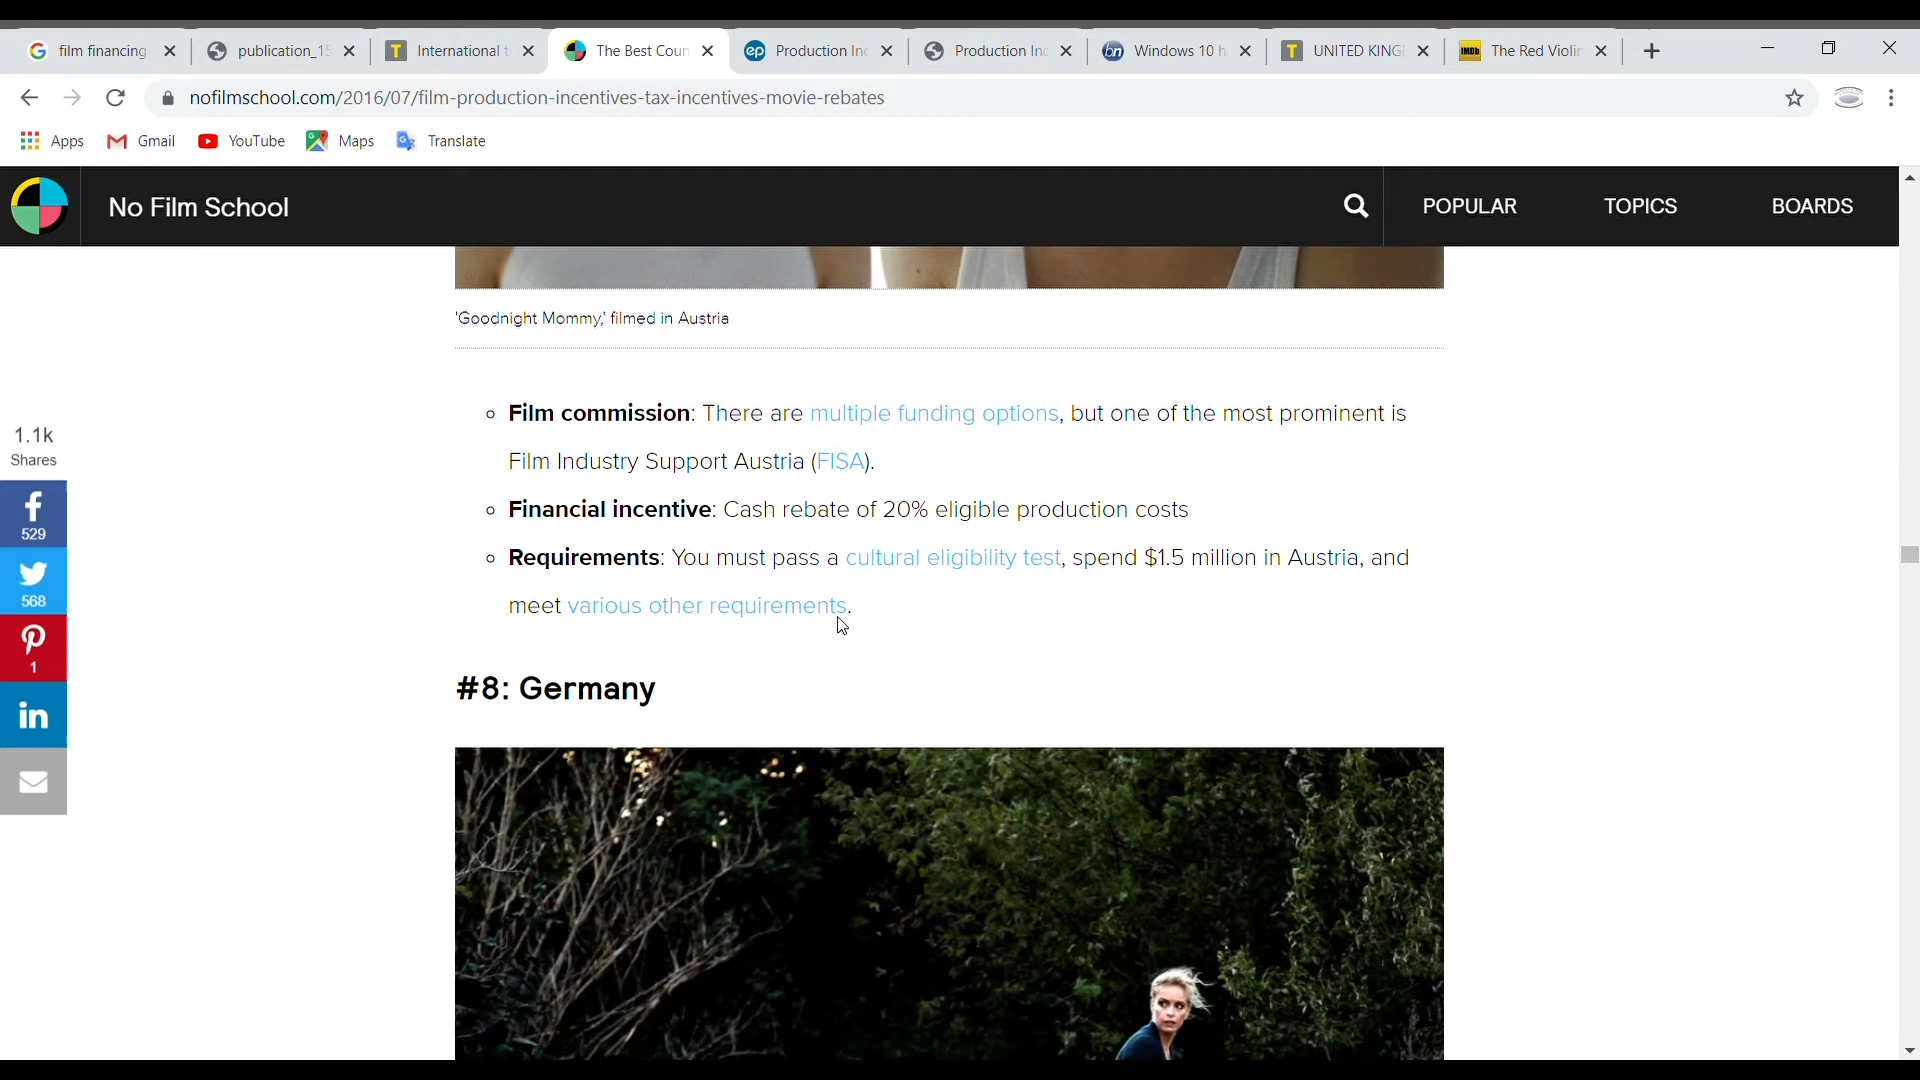 film financing
publication_15
International t
The Best Coun
Production Inc
Production Inc
Windows 10 h
UNITED KING
The Red Violin
nofilmschool.com/2016/07/film-production-incentives-tax-incentives-movie-rebates
Apps
Gmail
YouTube
Maps
Translate
No Film School
POPULAR
TOPICS
BOARDS
'Goodnight Mommy,' filmed in Austria
Film commission: There are multiple funding options, but one of the most prominent is
Film Industry Support Austria (FISA).
Financial incentive: Cash rebate of 20% eligible production costs
Requirements: You must pass a cultural eligibility test, spend $1.5 million in Austria, and
meet various other requirements.
#8: Germany
1.1k
Shares
529
568
1
in